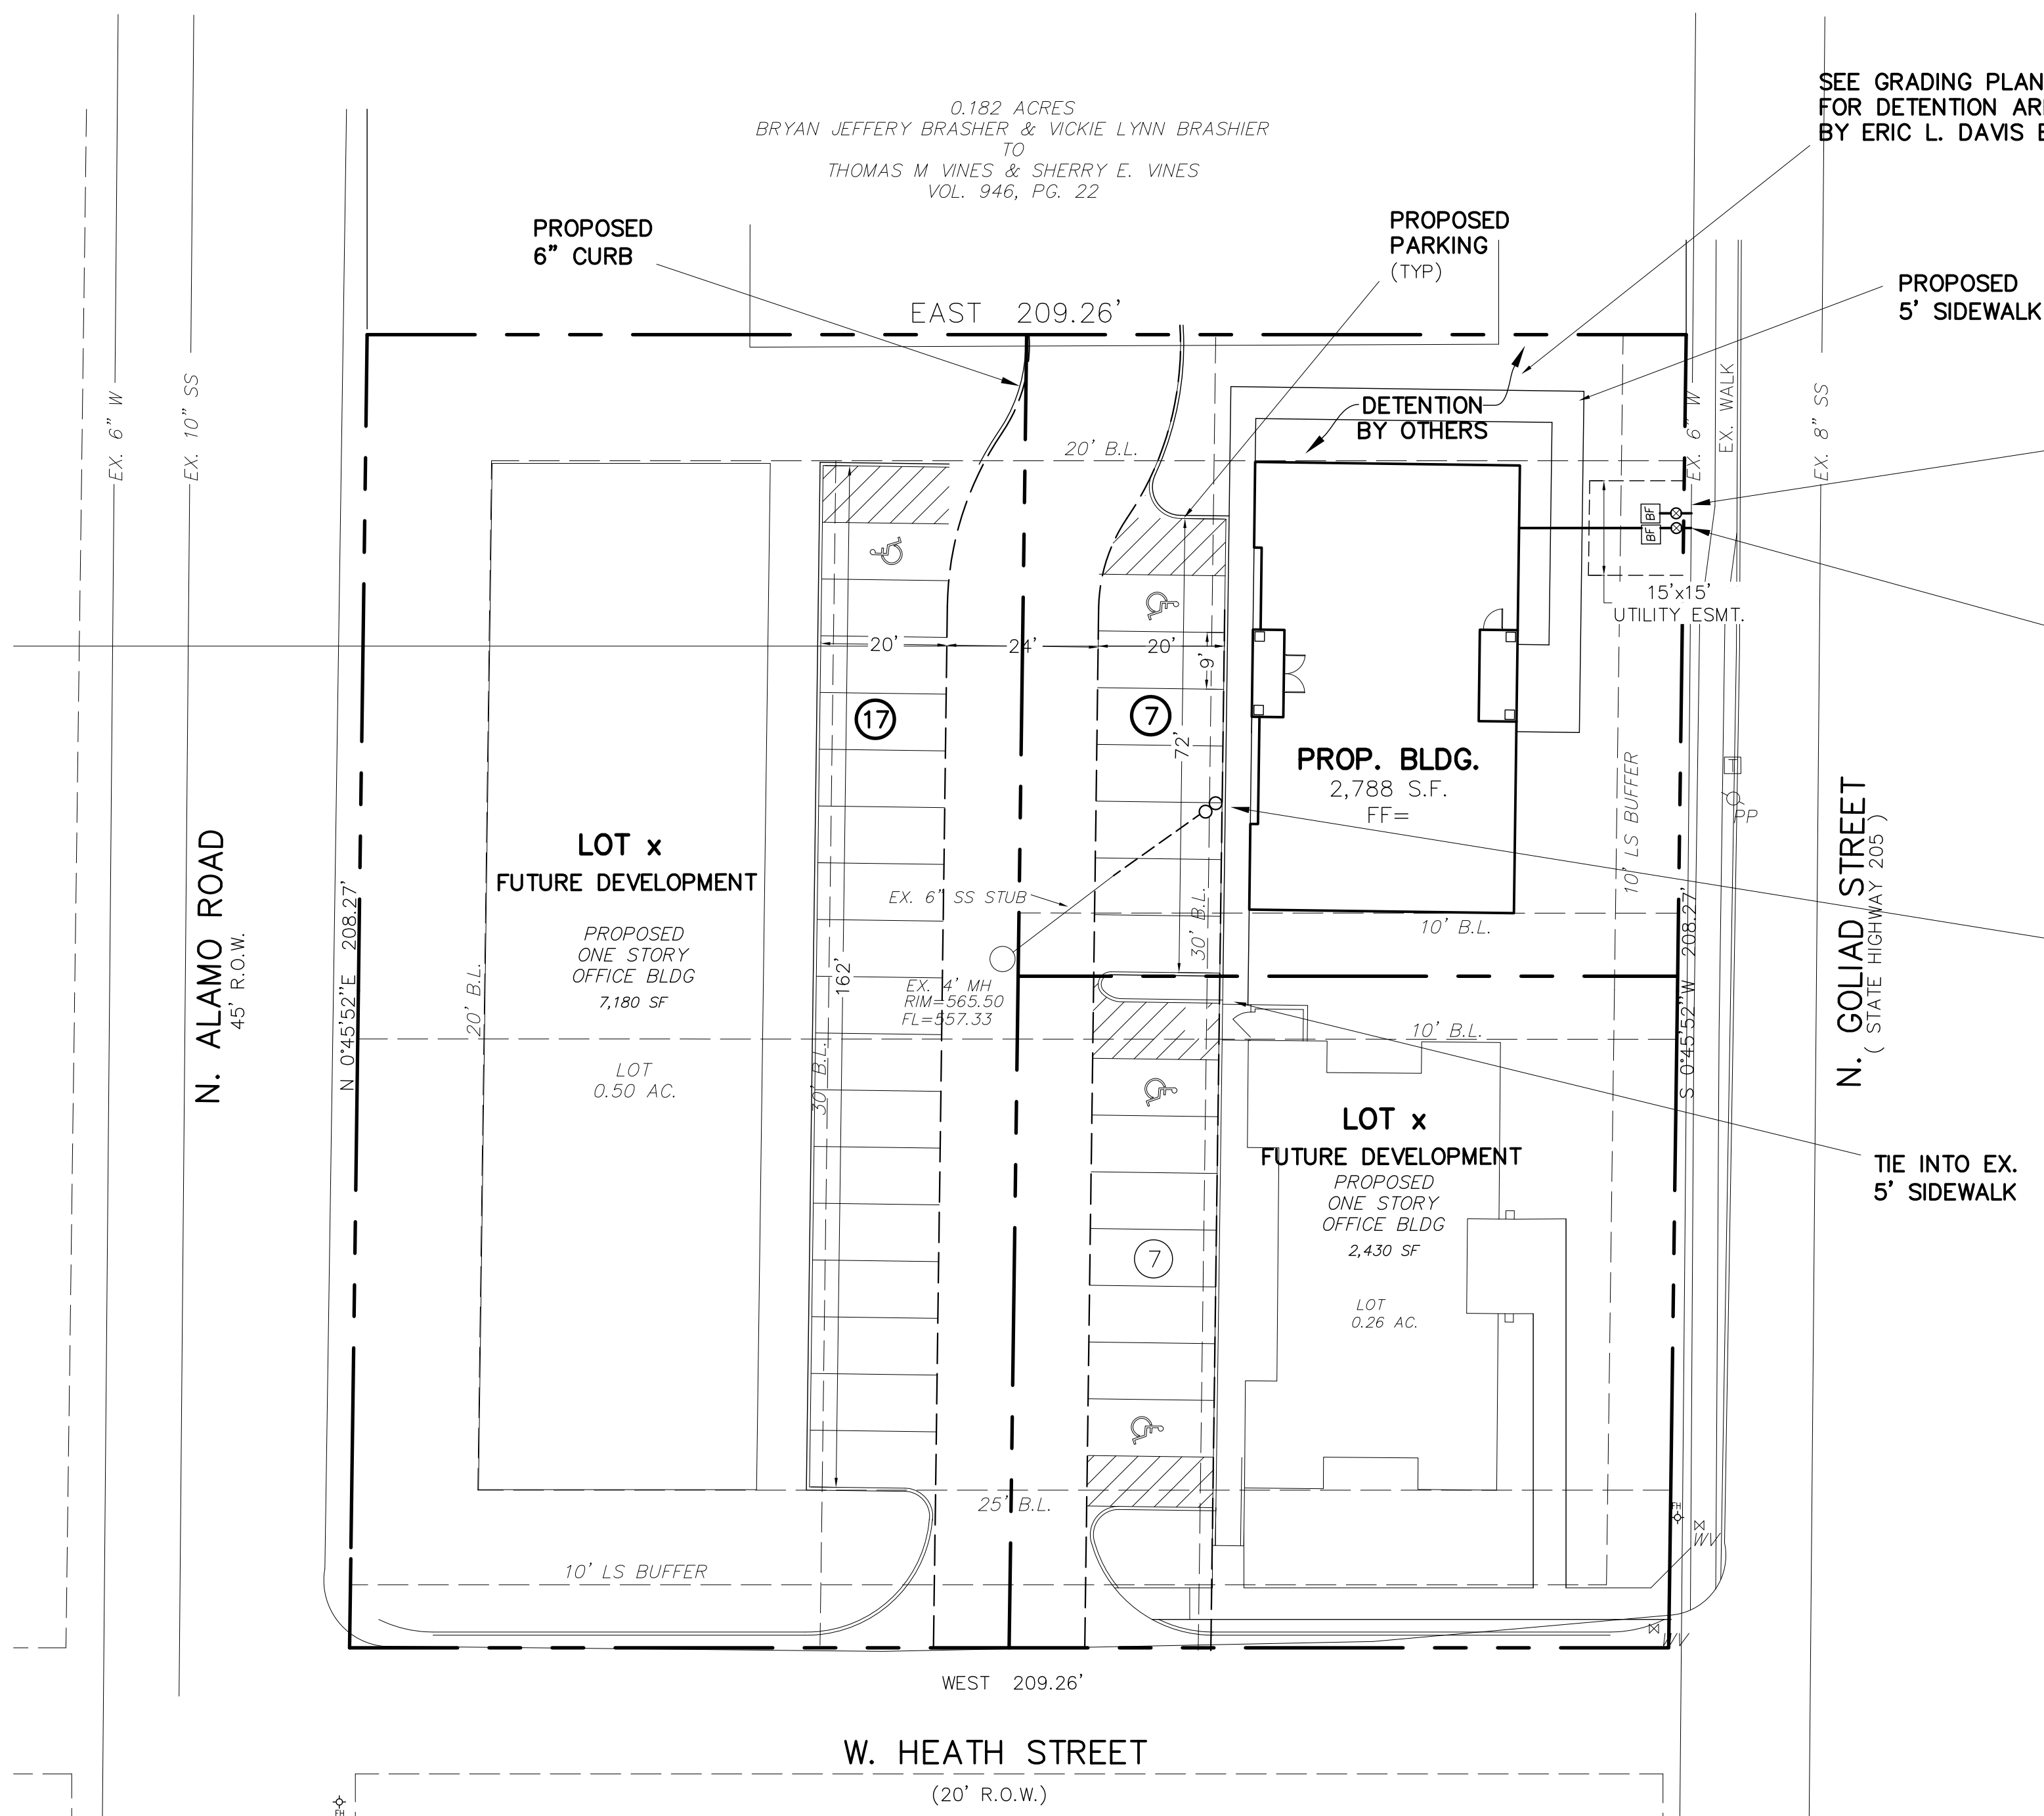 0.182 ACRES
BRYAN JEFFERY BRASHER & VICKIE LYNN BRASHIER
TO
THOMAS M VINES & SHERRY E. VINES
VOL. 946, PG. 22
SEE GRADING PLAN
FOR DETENTION
BY ERIC L. DAVIS
PROPOSED
6" CURB
PROPOSED
PARKING
(TYP)
PROPOSED
5' SIDEWALK
EAST 209.26'
EX. 6" W
EX. 10" SS
EX. 6" W
EX. WALK
EX. 8" SS
DETENTION
BY OTHERS
20' B.L.
BF
BF
15'x15'
UTILITY ESMT.
20'
24'
20'
9'
17
7
72'
PROP. BLDG.
2,788 S.F.
FF=
T
PP
10' LS BUFFER
N. ALAMO ROAD
45' R.O.W.
N 0°45'52"E 208.27'
LOT x
FUTURE DEVELOPMENT
PROPOSED
ONE STORY
OFFICE BLDG
7,180 SF
LOT
0.50 AC.
20' B.L.
30' B.L.
162'
EX. 6" SS STUB
EX. 4' MH
RIM=565.50
FL=557.33
30' B.L.
10' B.L.
10' B.L.
S 0°45'52"W 208.27'
N. GOLIAD STREET
( STATE HIGHWAY 205 )
LOT x
FUTURE DEVELOPMENT
PROPOSED
ONE STORY
OFFICE BLDG
2,430 SF
LOT
0.26 AC.
7
TIE INTO EX.
5' SIDEWALK
25' B.L.
10' LS BUFFER
FH
WV
WV
WEST 209.26'
W. HEATH STREET
(20' R.O.W.)
FH